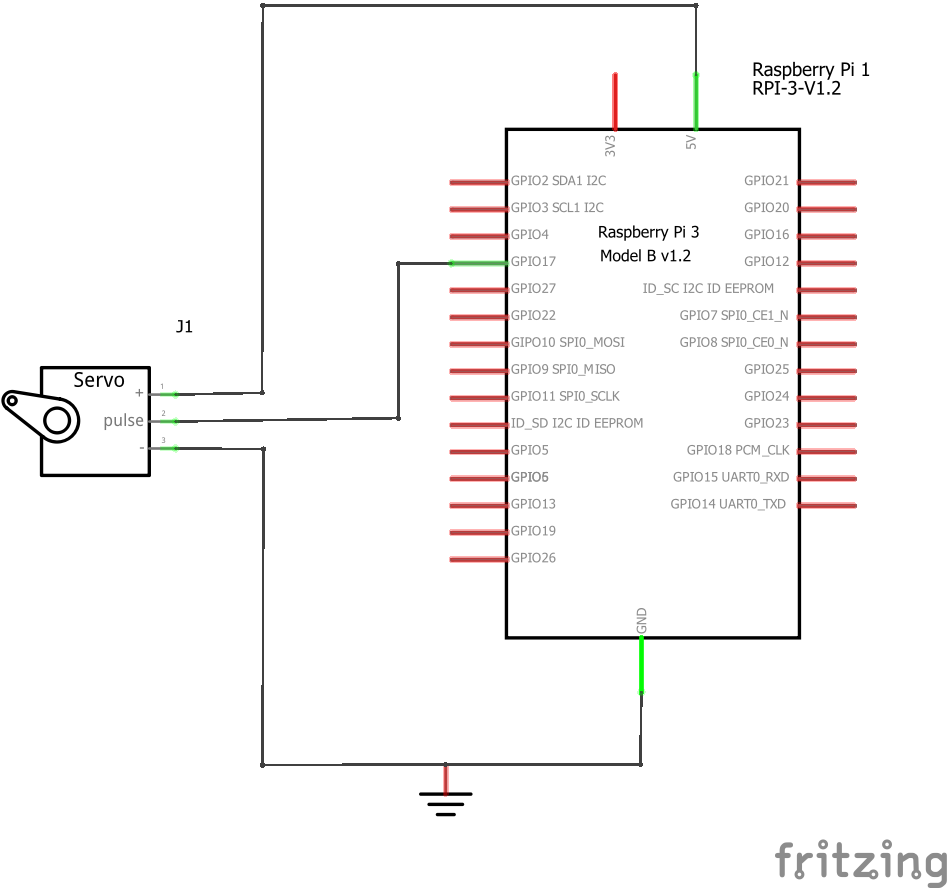 Raspberry Pi 1
RPI-3-V1.2
3V3
5V
GPIO2 SDA1 I2C
GPIO21
GPIO3 SCL1 I2C
GPIO20
GPIO4
GPIO16
Raspberry Pi 3
Model B v1.2
GPIO17
GPIO12
GPIO27
ID_SC I2C ID EEPROM
GPIO22
GPIO7 SPI0_CE1_N
GIPO10 SPI0_MOSI
GPIO8 SPI0_CE0_N
GPIO9 SPI0_MISO
GPIO25
GPIO11 SPI0_SCLK
GPIO24
ID_SD I2C ID EEPROM
GPIO23
GPIO5
GPIO18 PCM_CLK
GPIO6
GPIO15 UART0_RXD
GPIO13
GPIO14 UART0_TXD
GPIO19
GPIO26
GND
J1
Servo
+
1
pulse
2
-
3
fritzing